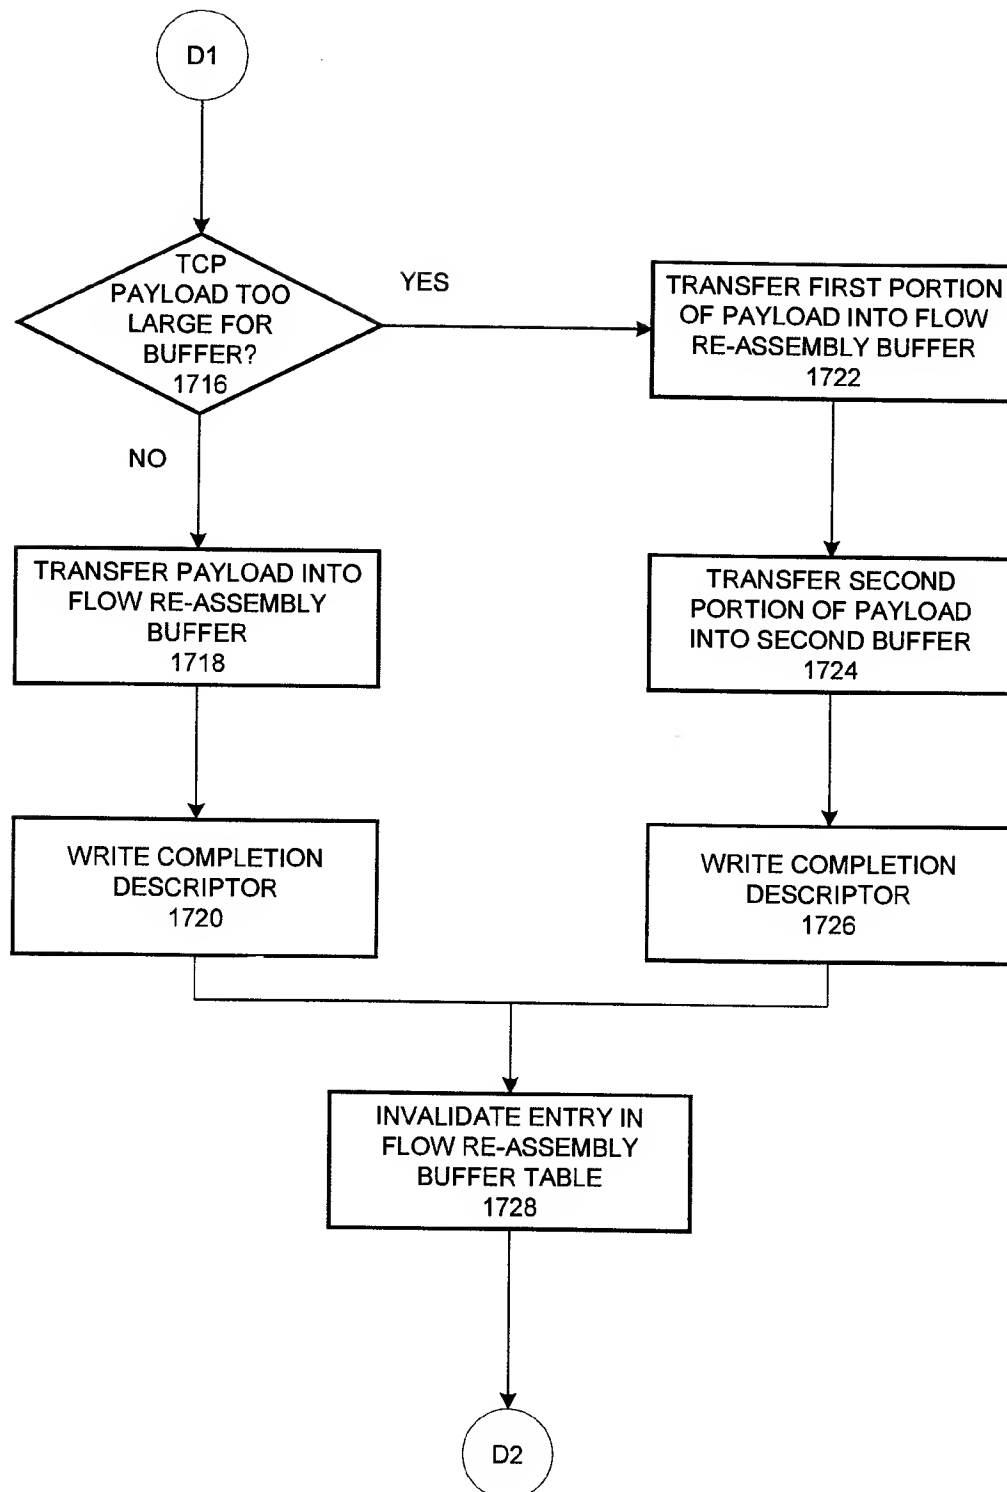 D1
TCP
PAYLOAD TOO
LARGE FOR
BUFFER?
1716
YES
NO
TRANSFER FIRST PORTION
OF PAYLOAD INTO FLOW
RE-ASSEMBLY BUFFER
1722
TRANSFER PAYLOAD INTO
FLOW RE-ASSEMBLY
BUFFER
1718
TRANSFER SECOND
PORTION OF PAYLOAD
INTO SECOND BUFFER
1724
WRITE COMPLETION
DESCRIPTOR
1720
WRITE COMPLETION
DESCRIPTOR
1726
INVALIDATE ENTRY IN
FLOW RE-ASSEMBLY
BUFFER TABLE
1728
D2